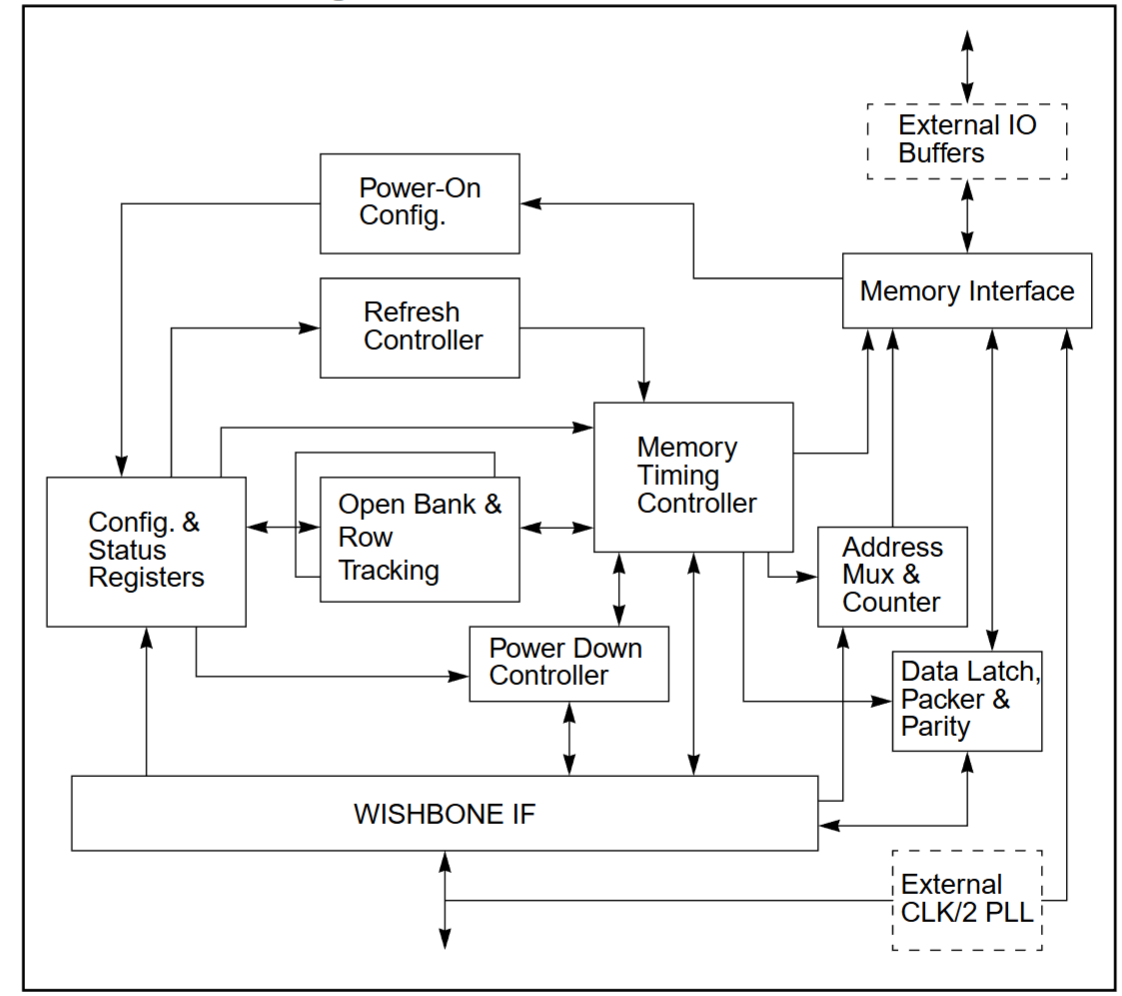 External IO
Buffers
Power-On
Config.
Memory Interface
Refresh
Controller
Memory
Timing
Controller
Config. &
Status
Registers
Open Bank &
Row
Tracking
Address
Mux &
Counter
Power Down
Controller
Data Latch,
Packer &
Parity
WISHBONE IF
External
CLK/2 PLL